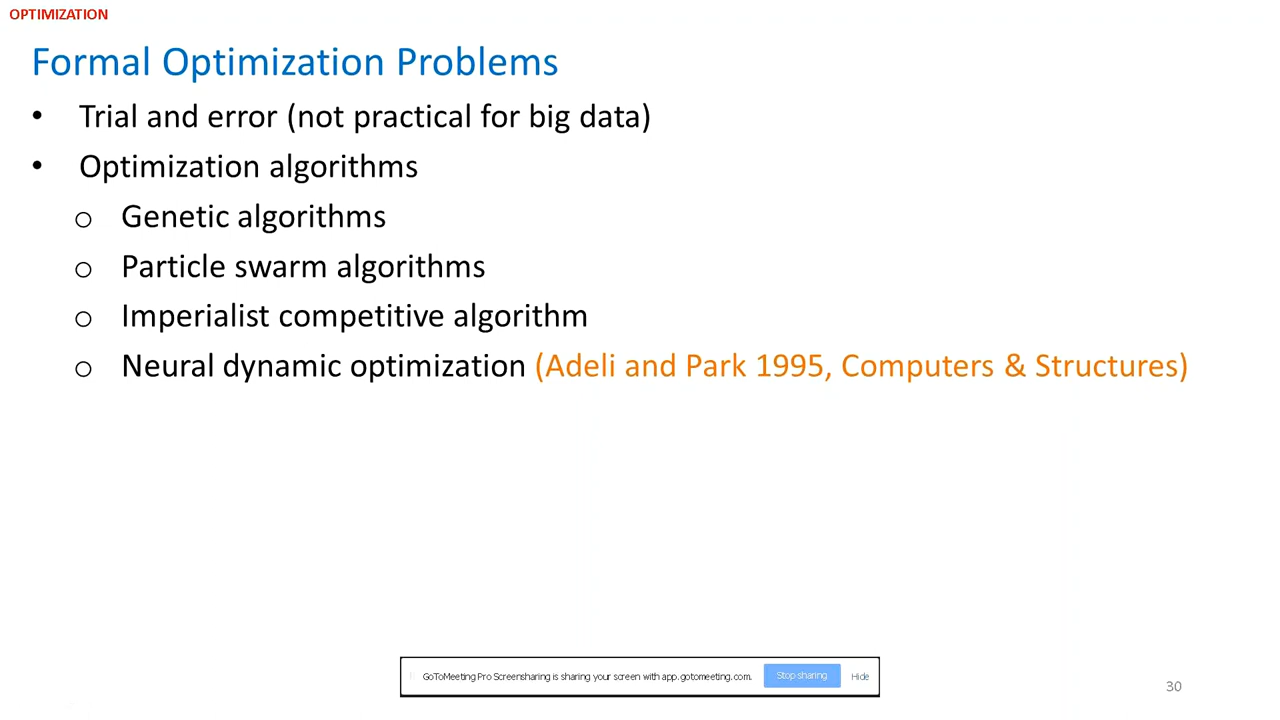 OPTIMIZATION
Formal Optimization Problems
• Trial and error (not practical for big data)
• Optimization algorithms
o Genetic algorithms
o Particle swarm algorithms
o Imperialist competitive algorithm
o Neural dynamic optimization (Adeli and Park 1995, Computers & Structures)
GoToMeeting Pro Screensharing is sharing your screen with app.gotomeeting.com. Stop sharing Hide
30